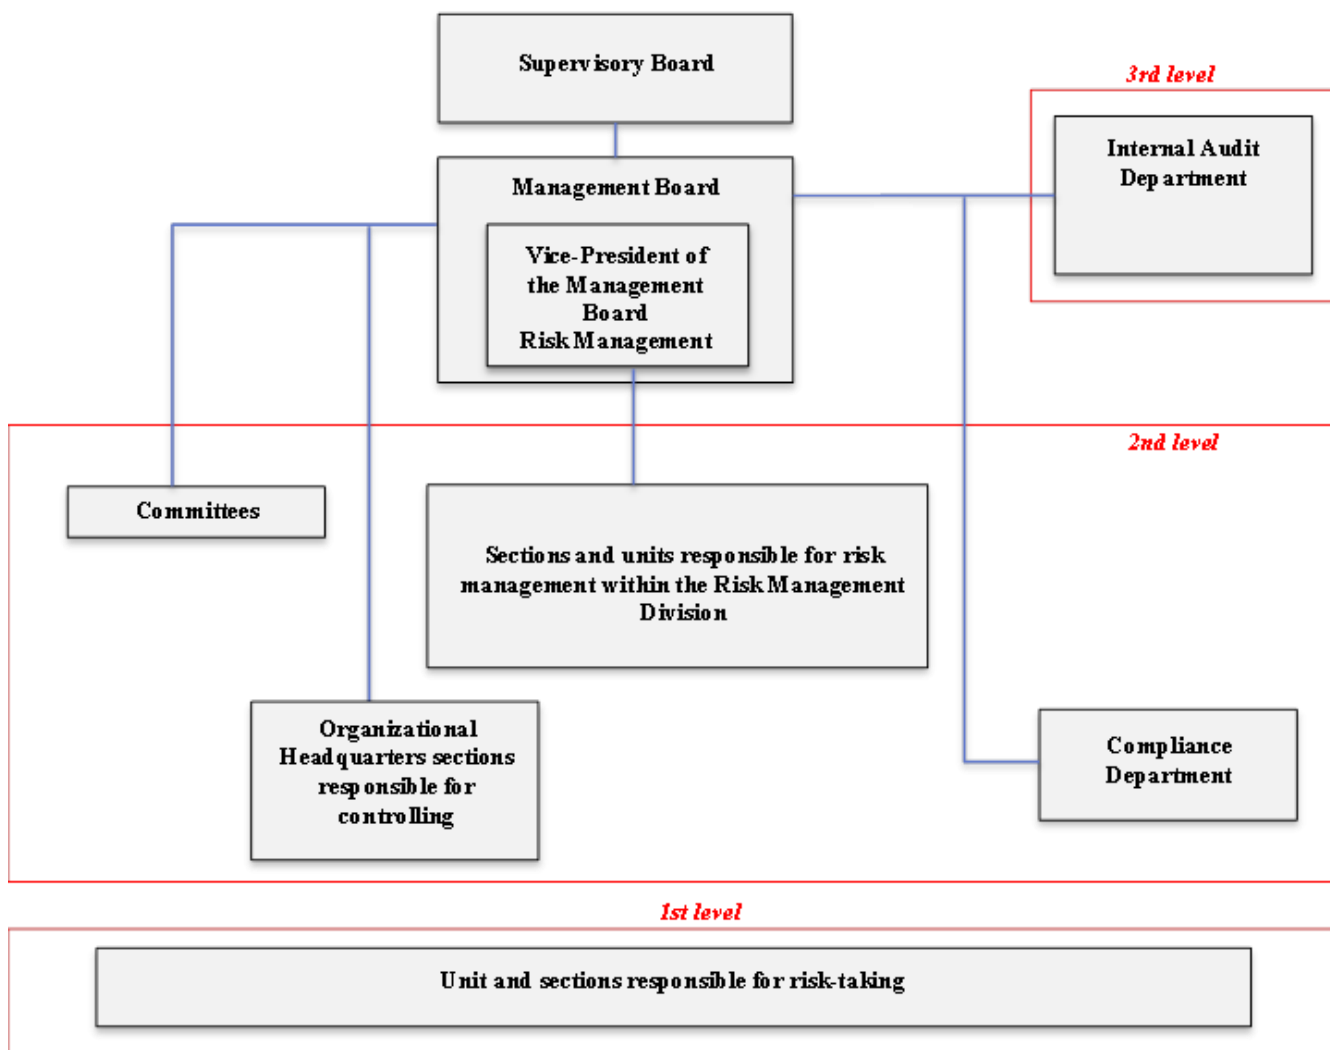 Supervisory Board
3rd level
Internal Audit
Department
Management Board
Vice-President of
the Management
Board
Risk Management
2nd level
Committees
Sections and units responsible for risk
management within the Risk Management
Division
Organizational
Headquarters sections
responsible for
controlling
Compliance
Department
1st level
Unit and sections responsible for risk-taking